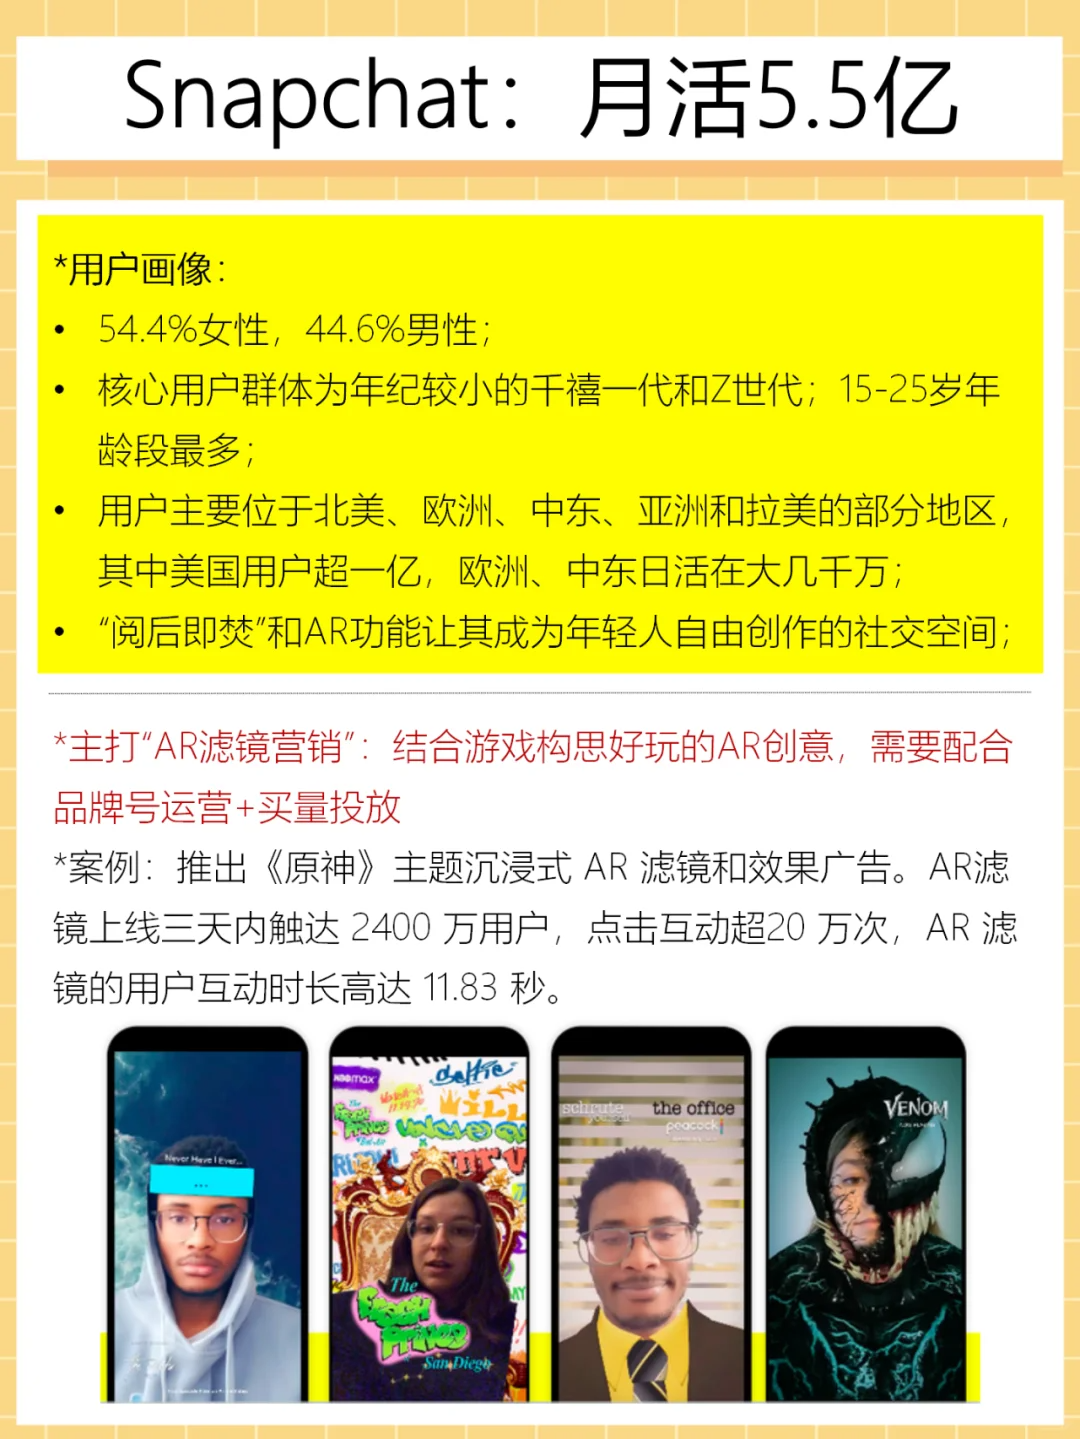 Snapchat：月活5.5亿
*用户画像：
• 54.4%女性，44.6%男性；
• 核心用户群体为年纪较小的千禧一代和Z世代；15-25岁年
龄段最多；
• 用户主要位于北美、欧洲、中东、亚洲和拉美的部分地区，
其中美国用户超一亿，欧洲、中东日活在大几千万；
• “阅后即焚”和AR功能让其成为年轻人自由创作的社交空间；
*主打“AR滤镜营销”：结合游戏构思好玩的AR创意，需要配合
品牌号运营+买量投放
*案例：推出《原神》主题沉浸式 AR 滤镜和效果广告。AR滤
镜上线三天内触达 2400 万用户，点击互动超20 万次，AR 滤
镜的用户互动时长高达 11.83 秒。
Never Have I Ever...
...
HBOmax
Selfie
The
Fresh
Prince
San Diego
schrute
yourself
the office
peacock
VENOM